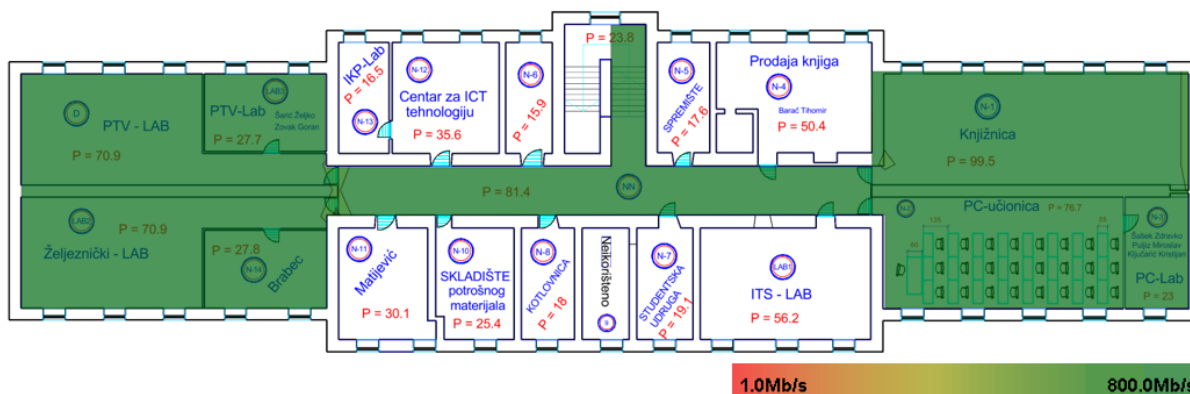 P = 23.8
IKP-Lab
P = 16.5
N-13
N-12
Centar za ICT
tehnologiju
P = 35.6
N-6
P = 15.9
N-5
SPREMIŠTE
P = 17.6
Prodaja knjiga
N-4
Barać Tihomir
P = 50.4
D
PTV - LAB
P = 70.9
LAB3
PTV-Lab
Šarić Željko
Zovak Goran
P = 27.7
N-1
Knjižnica
P = 99.5
P = 81.4
NN
LAB2
P = 70.9
Željeznički - LAB
P = 27.8
N-14
Brabec
N-11
Matijević
P = 30.1
N-10
SKLADIŠTE
potrošnog
materijala
P = 25.4
N-8
KOTLOVNICA
P = 18
Neikorišteno
N-7
STUDENTSKA
UDRUGA
P = 19.1
LAB1
ITS - LAB
P = 56.2
N-2
PC-učionica
P = 76.7
135
N-3
Šabek Zdravko
Puljiz Miroslav
Ključarić Kristijan
PC-Lab
P = 23
1.0Mb/s
800.0Mb/s